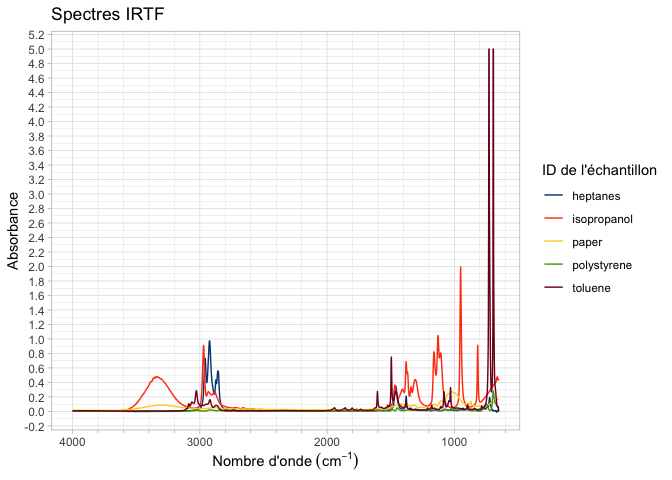 Spectres IRTF
5.2
5.0
4.8
4.6
4.4
4.2
4.0
3.8
3.6
3.4
3.2
3.0
2.8
2.6
2.4
2.2
2.0
1.8
1.6
1.4
1.2
1.0
0.8
0.6
0.4
0.2
0.0
-0.2
Absorbance
4000 3000 2000 1000
Nombre d'onde (cm⁻¹)
ID de l'échantillon
heptanes
isopropanol
paper
polystyrene
toluene